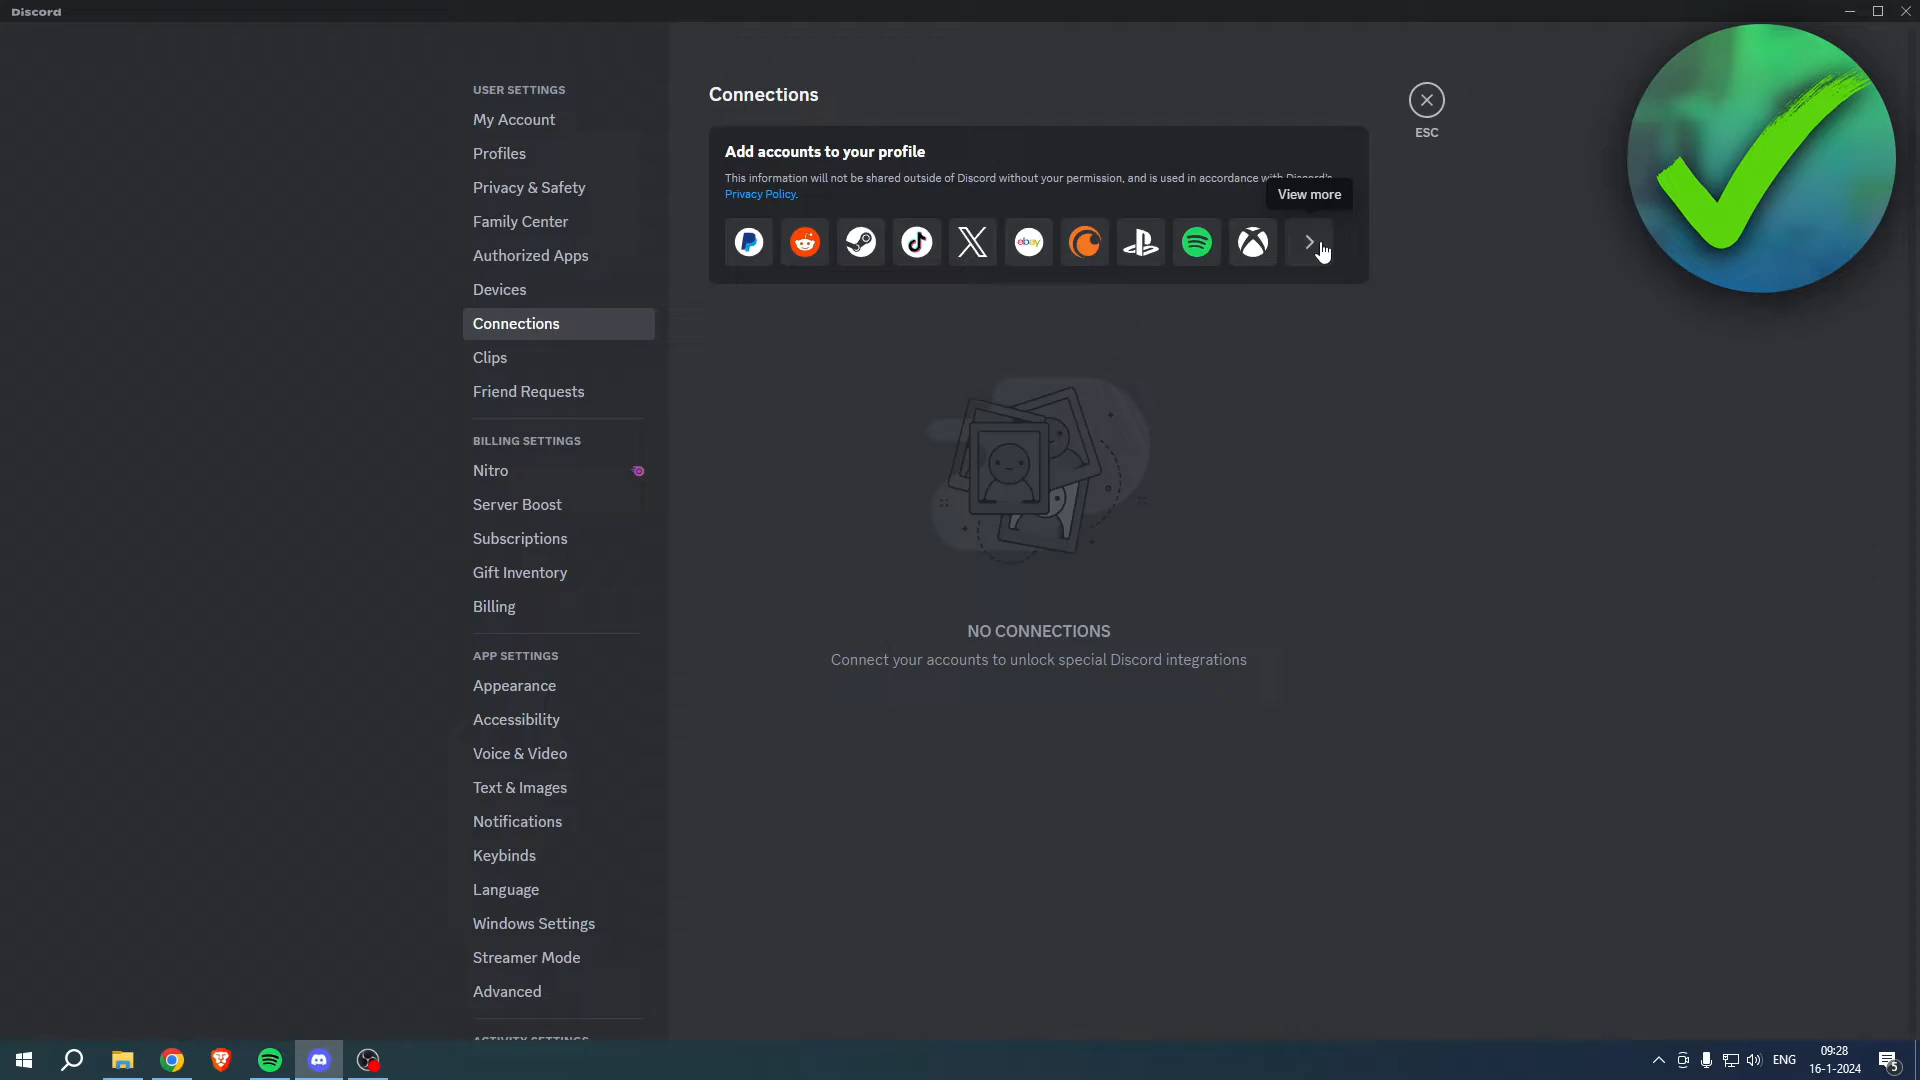 Discord
USER SETTINGS
My Account
Profiles
Privacy & Safety
Family Center
Authorized Apps
Devices
Connections
Clips
Friend Requests
BILLING SETTINGS
Nitro
Server Boost
Subscriptions
Gift Inventory
Billing
APP SETTINGS
Appearance
Accessibility
Voice & Video
Text & Images
Notifications
Keybinds
Language
Windows Settings
Streamer Mode
Advanced
ACTIVITY SETTINGS
Connections
Add accounts to your profile
This information will not be shared outside of Discord without your permission, and is used in accordance with Discord's
Privacy Policy.
View more
ebay
ESC
NO CONNECTIONS
Connect your accounts to unlock special Discord integrations
ENG
09:28
16-1-2024
5